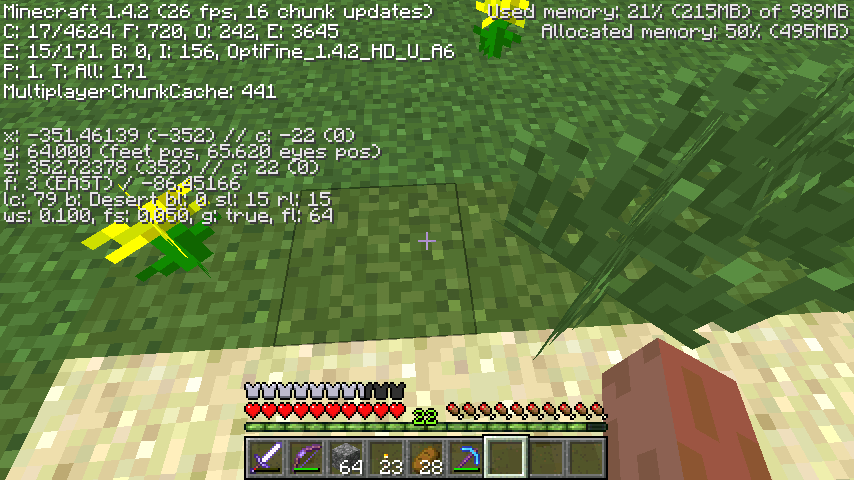 Minecraft 1.4.2 (26 fps, 16 chunk updates)
Used memory: 21% (215MB) of 989MB
C: 17/4624, F: 720, O: 242, E: 3645
Allocated memory: 50% (495MB)
E: 15/171. B: 0, I: 156, OptiFine_1.4.2_HD_U_A6
P: 1. T: All: 171
MultiplayerChunkCache: 441
x: -351.46139 (-352) // c: -22 (0)
y: 64.000 (feet pos, 65.620 eyes pos)
z: 352.72378 (352) // c: 22 (0)
f: 3 (EAST) / -86.45166
lc: 79 b: Desert bl: 0 sl: 15 rl: 15
ws: 0.100, fs: 0.050, g: true, fl: 64
64
23
28